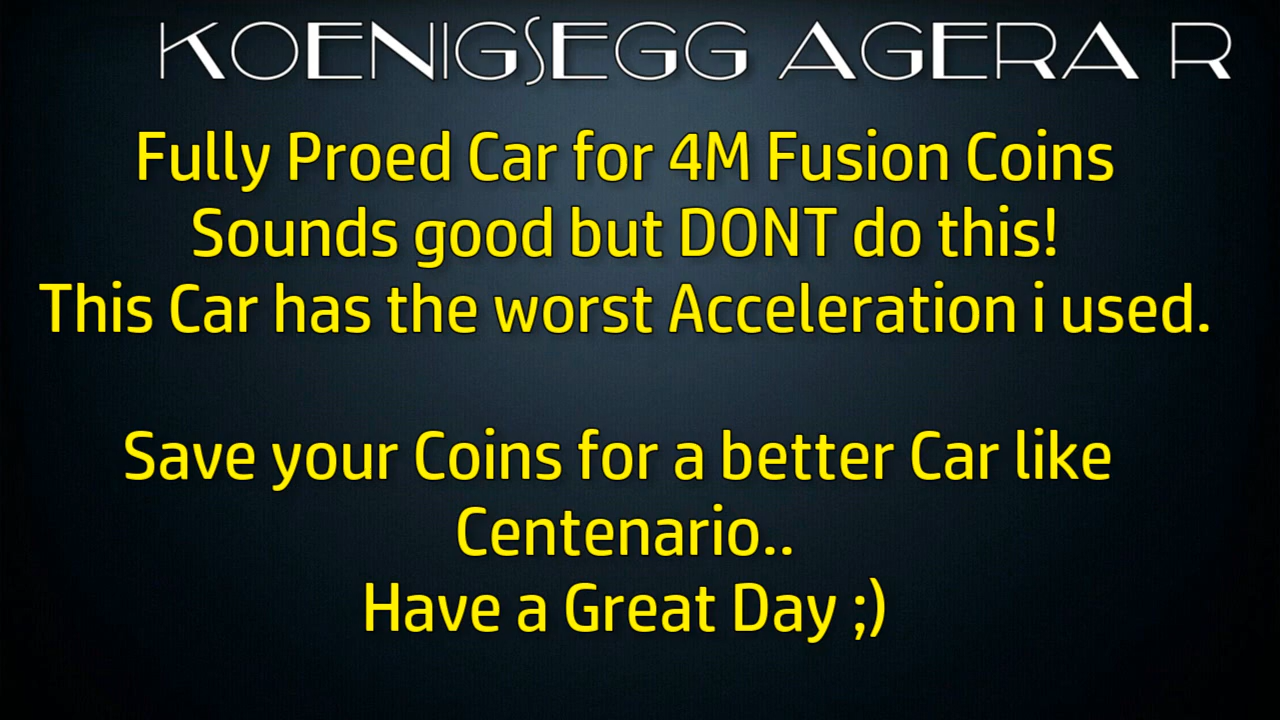 KOENIGSEGG AGERA R
Fully Proed Car for 4M Fusion Coins
Sounds good but DONT do this!
This Car has the worst Acceleration i used.
Save your Coins for a better Car like
Centenario..
Have a Great Day ;)